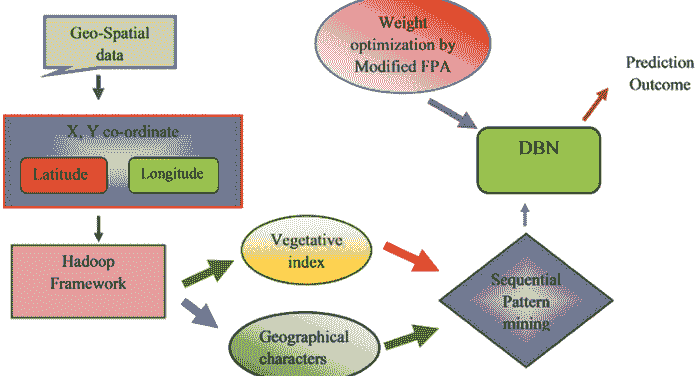 Geo-Spatial
data
X, Y co-ordinate
Latitude
Longitude
Hadoop
Framework
Vegetative
index
Geographical
characters
Sequential
Pattern
mining
Weight
optimization by
Modified FPA
DBN
Prediction
Outcome